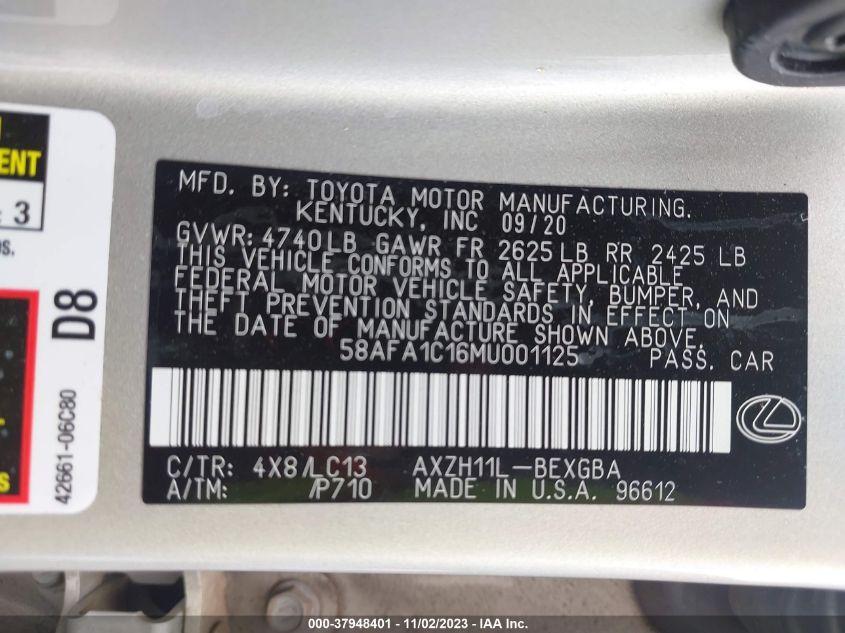 ENT
: 3
os.
D8
42661-06C80
S
MFD. BY: TOYOTA MOTOR MANUFACTURING.
KENTUCKY, INC 09/20
GVWR: 4740LB GAWR FR 2625LB RR 2425 LB
THIS VEHICLE CONFORMS TO ALL APPLICABLE
FEDERAL MOTOR VEHICLE SAFETY, BUMPER, AND
THEFT PREVENTION STANDARDS IN EFFECT ON
THE DATE OF MANUFACTURE SHOWN ABOVE.
58AFA1C16MU001125 PASS. CAR
C/TR: 4X8/LC13 AXZH11L-BEXGBA
A/TM: /P710 MADE IN U.S.A. 96612
000-37948401 - 11/02/2023 - Copyright © 2023 IAA, Inc.